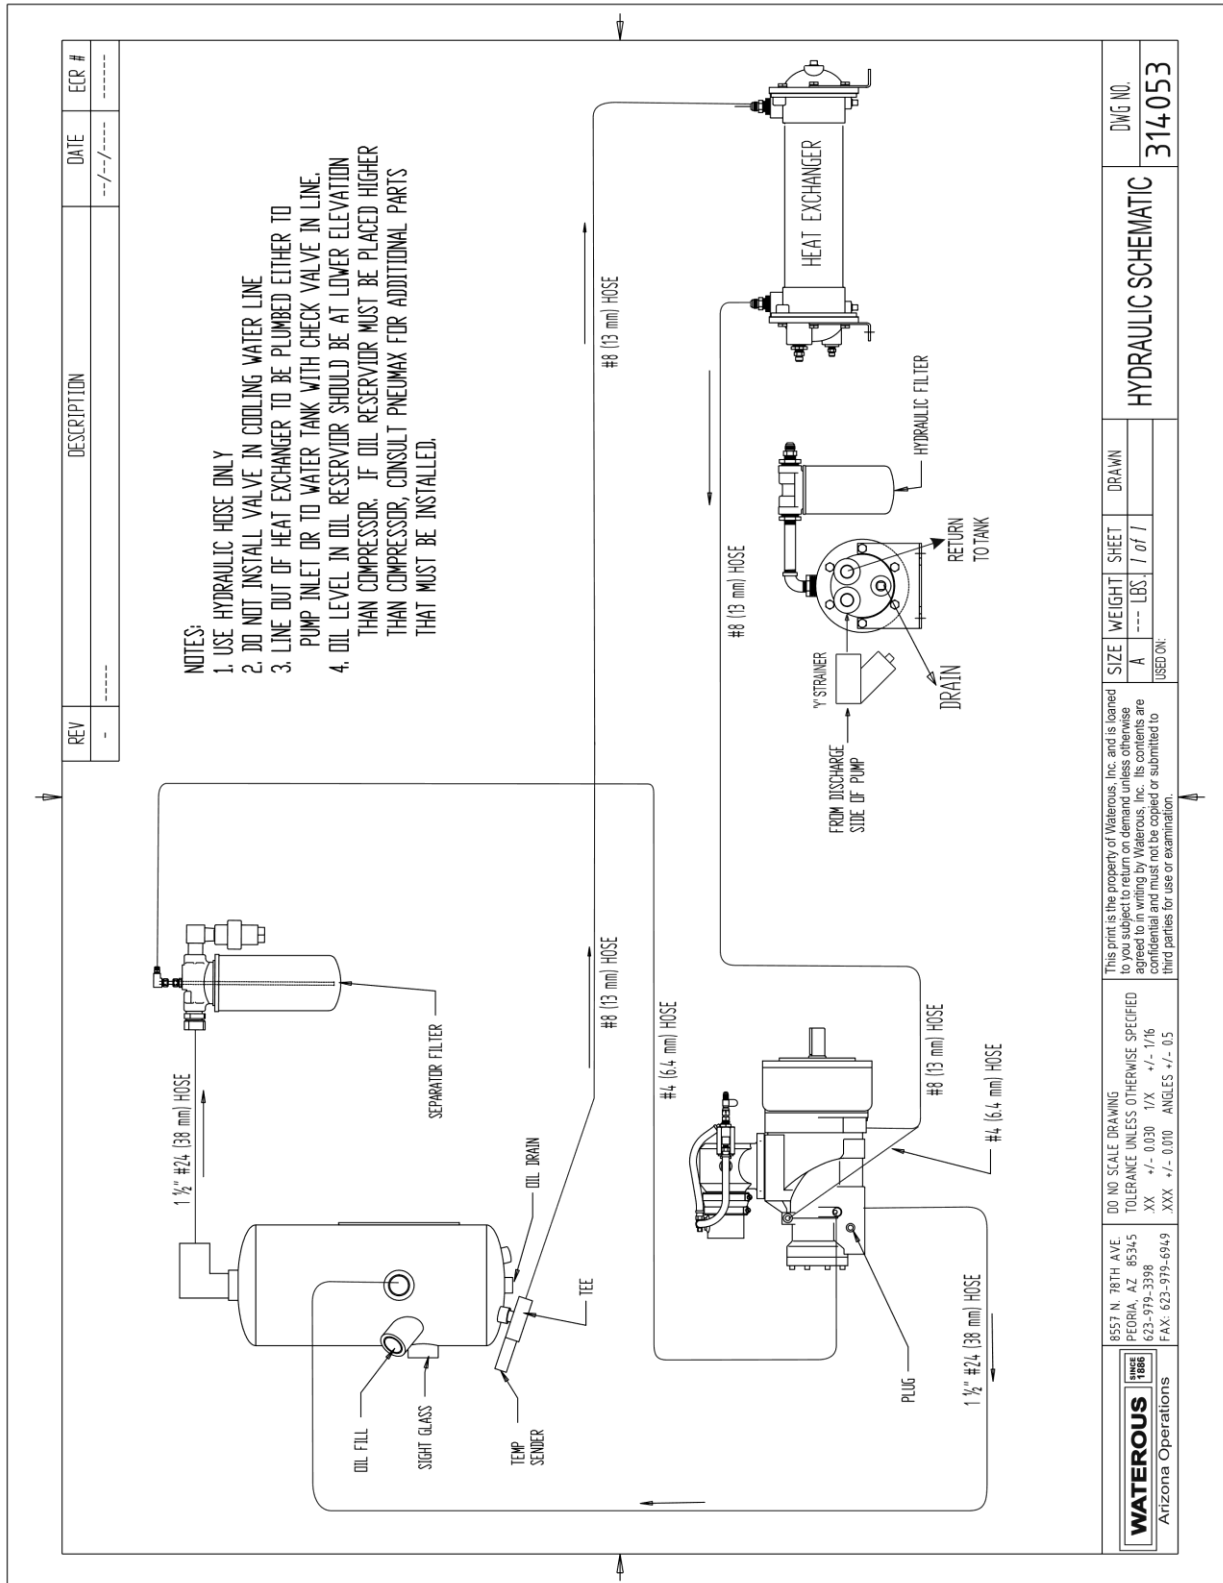 REV
DESCRIPTION
DATE
ECR #
-
-----
--/--/----
------
NOTES:
1. USE HYDRAULIC HOSE ONLY
2. DO NOT INSTALL VALVE IN COOLING WATER LINE
3. LINE OUT OF HEAT EXCHANGER TO BE PLUMBED EITHER TO
PUMP INLET OR TO WATER TANK WITH CHECK VALVE IN LINE.
4. OIL LEVEL IN OIL RESERVIOR SHOULD BE AT LOWER ELEVATION
THAN COMPRESSOR. IF OIL RESERVIOR MUST BE PLACED HIGHER
THAN COMPRESSOR, CONSULT PNEUMAX FOR ADDITIONAL PARTS
THAT MUST BE INSTALLED.
1 ½" #24 (38 mm) HOSE
SEPARATOR FILTER
OIL FILL
SIGHT GLASS
TEMP
SENDER
TEE
OIL DRAIN
#8 (13 mm) HOSE
#8 (13 mm) HOSE
#4 (6.4 mm) HOSE
HEAT EXCHANGER
#8 (13 mm) HOSE
HYDRAULIC FILTER
'Y'STRAINER
FROM DISCHARGE
SIDE OF PUMP
DRAIN
RETURN
TO TANK
#8 (13 mm) HOSE
#4 (6.4 mm) HOSE
PLUG
1 ½" #24 (38 mm) HOSE
WATEROUS
SINCE
1886
Arizona Operations
8557 N. 78TH AVE.
PEORIA, AZ 85345
623-979-3398
FAX: 623-979-6949
DO NO SCALE DRAWING
TOLERANCE UNLESS OTHERWISE SPECIFIED
.XX +/- 0.030 1/X +/- 1/16
.XXX +/- 0.010 ANGLES +/- 0.5
This print is the property of Waterous, Inc. and is loaned
to you subject to return on demand unless otherwise
agreed to in writing by Waterous, Inc. Its contents are
confidential and must not be copied or submitted to
third parties for use or examination.
SIZE
WEIGHT
SHEET
DRAWN
A
--- LBS.
1 of 1
USED ON:
HYDRAULIC SCHEMATIC
DWG NO.
314053